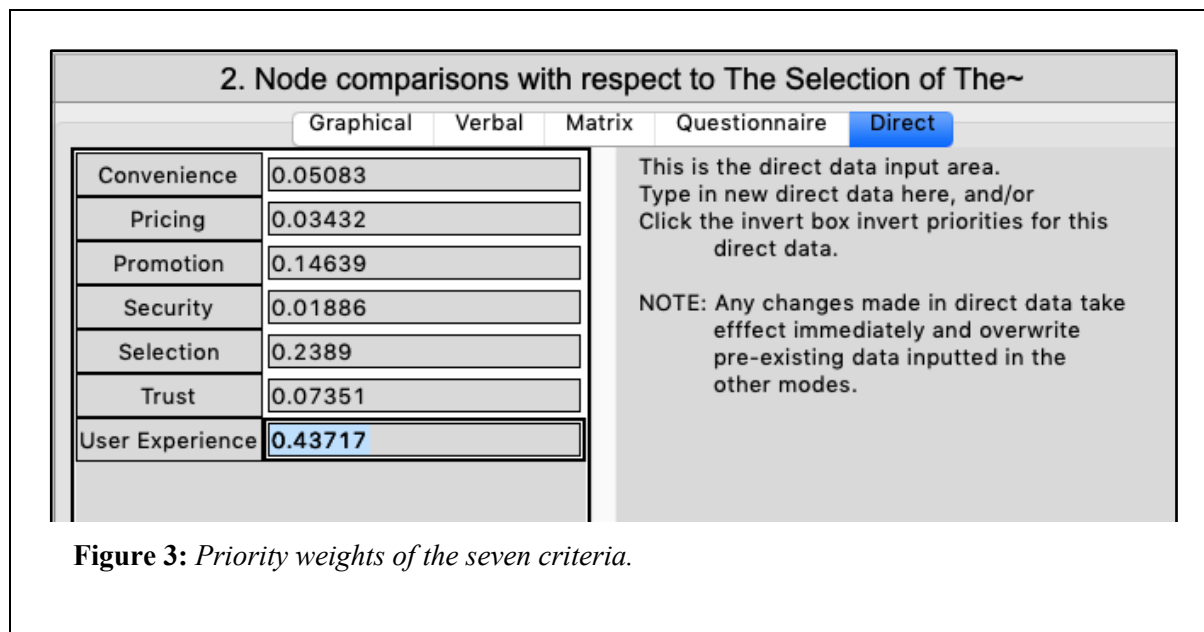 2. Node comparisons with respect to The Selection of The~
Graphical Verbal Matrix Questionnaire Direct
Convenience 0.05083
Pricing 0.03432
Promotion 0.14639
Security 0.01886
Selection 0.2389
Trust 0.07351
User Experience 0.43717
This is the direct data input area.
Type in new direct data here, and/or
Click the invert box invert priorities for this
direct data.
NOTE: Any changes made in direct data take
efffect immediately and overwrite
pre-existing data inputted in the
other modes.
Figure 3: Priority weights of the seven criteria.